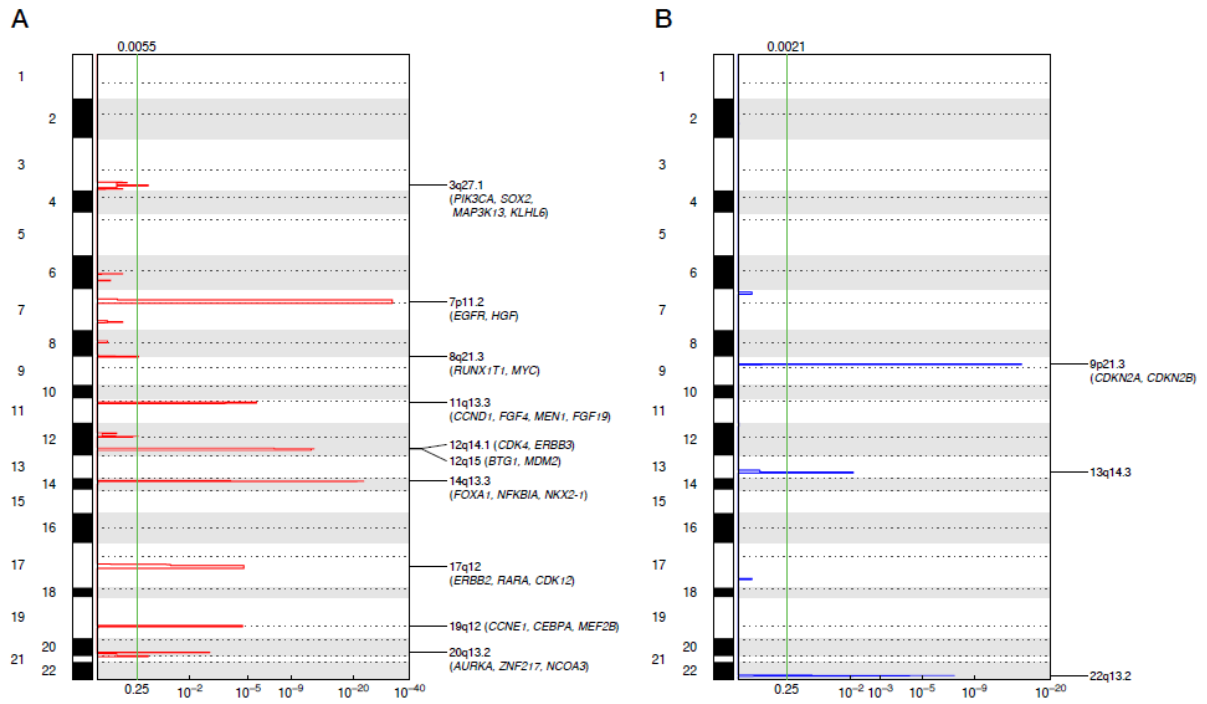 A
0.0055
1
2
3
4
5
6
7
8
9
10
11
12
13
14
15
16
17
18
19
20
21
22
3q27.1
(PIK3CA, SOX2,
MAP3K13, KLHL6)
7p11.2
(EGFR, HGF)
8q21.3
(RUNX1T1, MYC)
11q13.3
(CCND1, FGF4, MEN1, FGF19)
12q14.1 (CDK4, ERBB3)
12q15 (BTG1, MDM2)
14q13.3
(FOXA1, NFKBIA, NKX2-1)
17q12
(ERBB2, RARA, CDK12)
19q12 (CCNE1, CEBPA, MEF2B)
20q13.2
(AURKA, ZNF217, NCOA3)
0.25 10⁻² 10⁻⁵ 10⁻⁹ 10⁻²⁰ 10⁻⁴⁰
B
0.0021
1
2
3
4
5
6
7
8
9
10
11
12
13
14
15
16
17
18
19
20
21
22
9p21.3
(CDKN2A, CDKN2B)
13q14.3
22q13.2
0.25 10⁻² 10⁻³ 10⁻⁵ 10⁻⁹ 10⁻²⁰